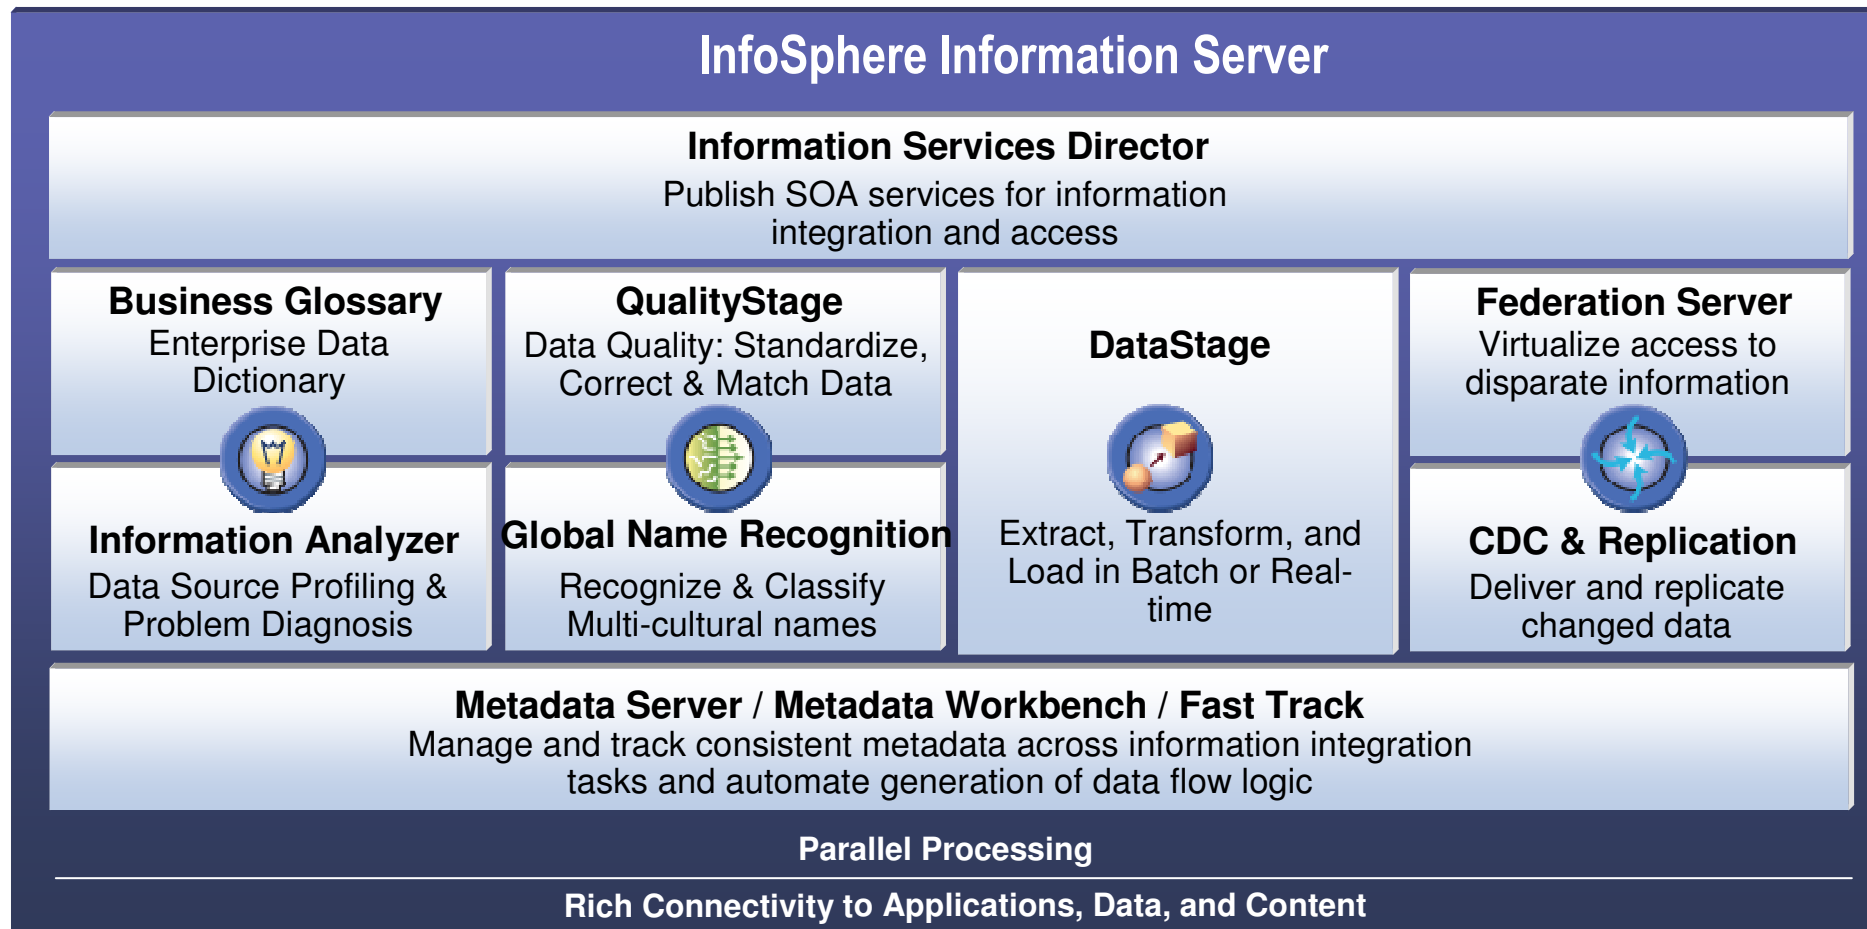 InfoSphere Information Server
Information Services Director
Publish SOA services for information
integration and access
Business Glossary
Enterprise Data
Dictionary
Information Analyzer
Data Source Profiling &
Problem Diagnosis
QualityStage
Data Quality: Standardize,
Correct & Match Data
Global Name Recognition
Recognize & Classify
Multi-cultural names
DataStage
Extract, Transform, and
Load in Batch or Real-
time
Federation Server
Virtualize access to
disparate information
CDC & Replication
Deliver and replicate
changed data
Metadata Server / Metadata Workbench / Fast Track
Manage and track consistent metadata across information integration
tasks and automate generation of data flow logic
Parallel Processing
Rich Connectivity to Applications, Data, and Content